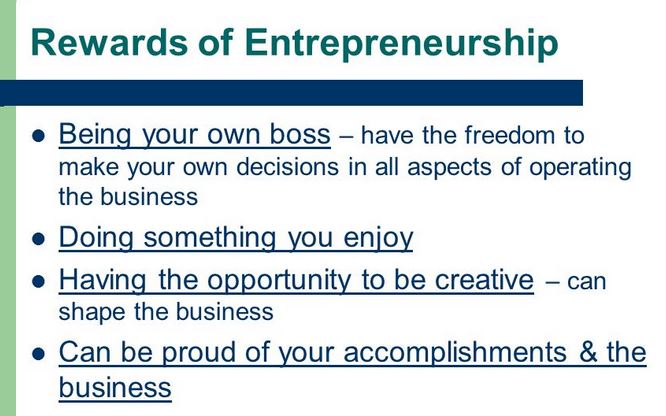 Rewards of Entrepreneurship
● Being your own boss – have the freedom to
make your own decisions in all aspects of operating
the business
● Doing something you enjoy
● Having the opportunity to be creative – can
shape the business
● Can be proud of your accomplishments & the
business